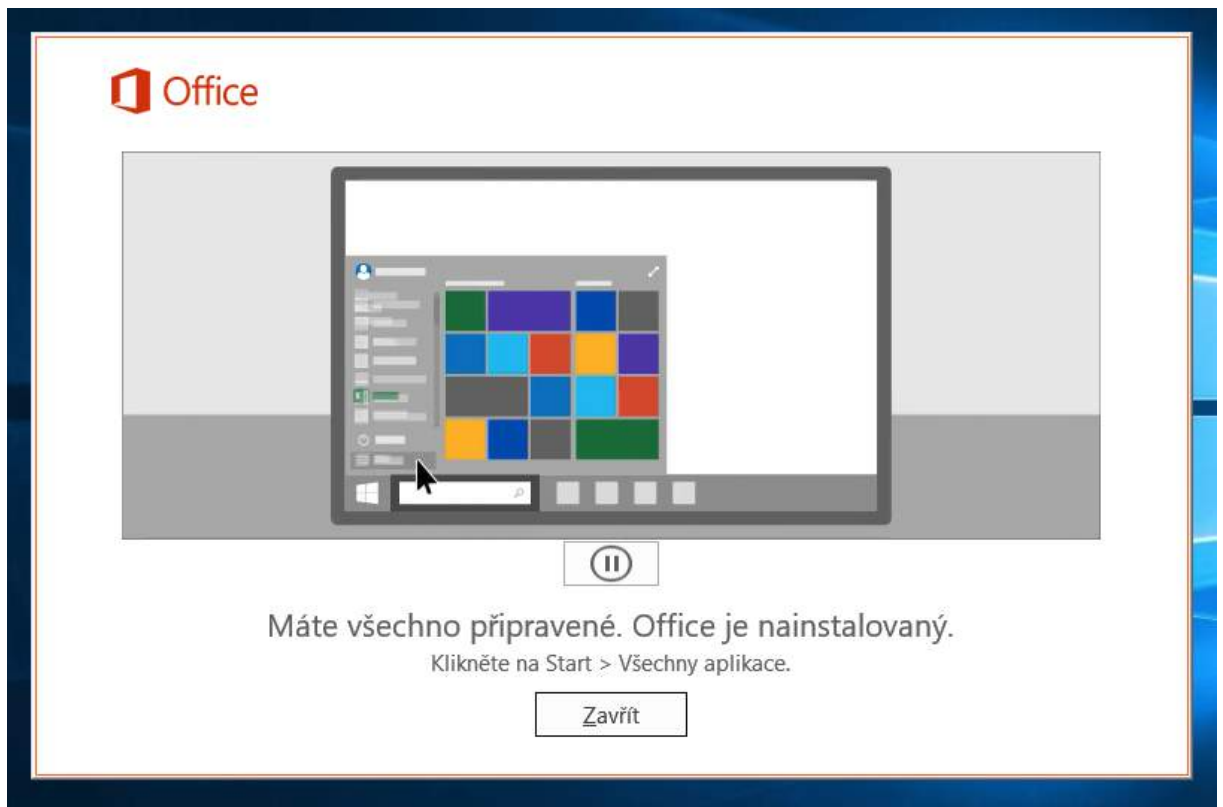 Office
Máte všechno připravené. Office je nainstalovaný.
Klikněte na Start > Všechny aplikace.
Zavřít